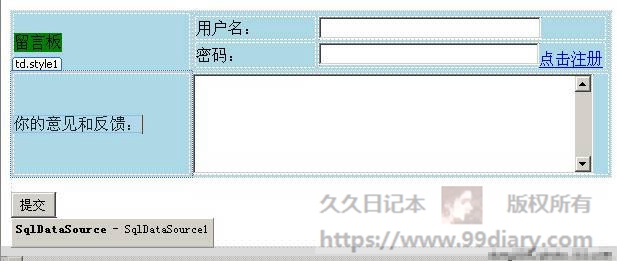 用户名：
留言板
密码：
点击注册
td.style1
你的意见和反馈：
提交
久久日记本 版权所有
SqlDataSource - SqlDataSource1
https://www.99diary.com